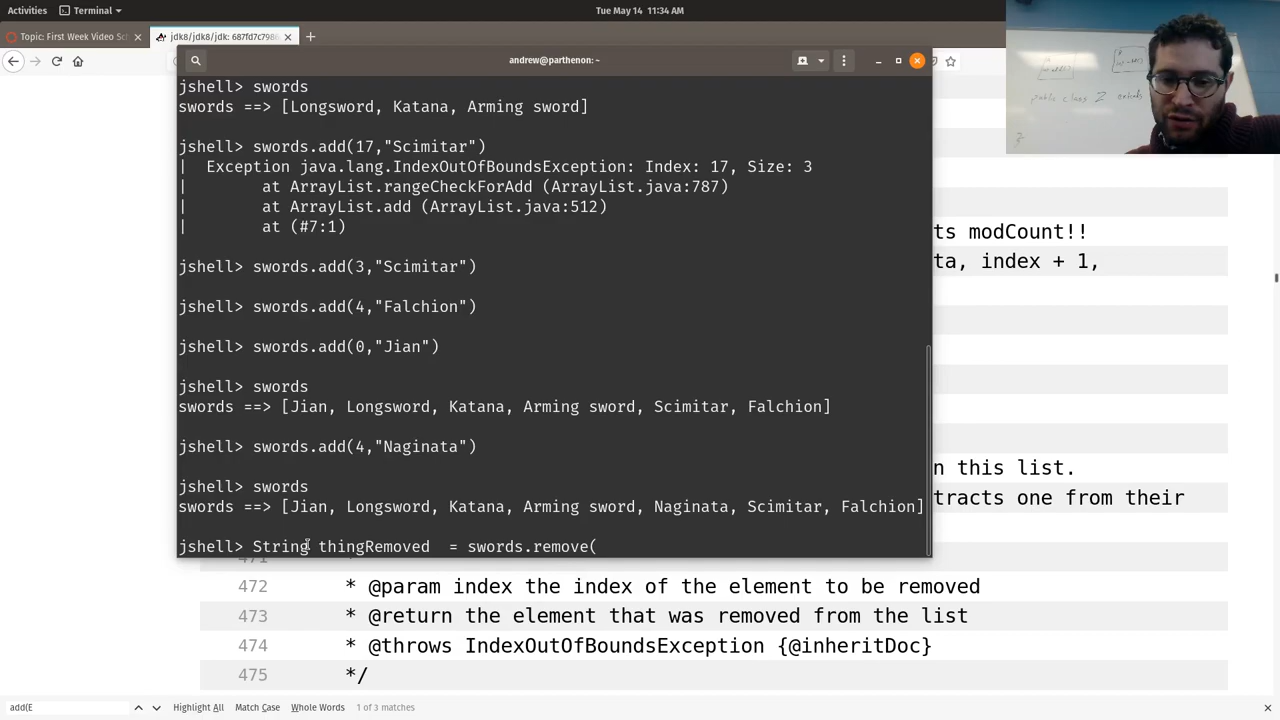 Activities Terminal Tue May 14 11:34 AM
Topic: First Week Video Sc jdk8/jdk8/jdk: 687fd7c7986
andrew@parthenon: ~
jshell> swords
swords ==> [Longsword, Katana, Arming sword]
jshell> swords.add(17,"Scimitar")
| Exception java.lang.IndexOutOfBoundsException: Index: 17, Size: 3
| at ArrayList.rangeCheckForAdd (ArrayList.java:787)
| at ArrayList.add (ArrayList.java:512)
| at (#7:1)
jshell> swords.add(3,"Scimitar")
jshell> swords.add(4,"Falchion")
jshell> swords.add(0,"Jian")
jshell> swords
swords ==> [Jian, Longsword, Katana, Arming sword, Scimitar, Falchion]
jshell> swords.add(4,"Naginata")
jshell> swords
swords ==> [Jian, Longsword, Katana, Arming sword, Naginata, Scimitar, Falchion]
jshell> String thingRemoved = swords.remove(
public class Z extends
ts modCount!!
ta, index + 1,
n this list.
tracts one from their
471
472 * @param index the index of the element to be removed
473 * @return the element that was removed from the list
474 * @throws IndexOutOfBoundsException {@inheritDoc}
475 */
add(E Highlight All Match Case Whole Words 1 of 3 matches